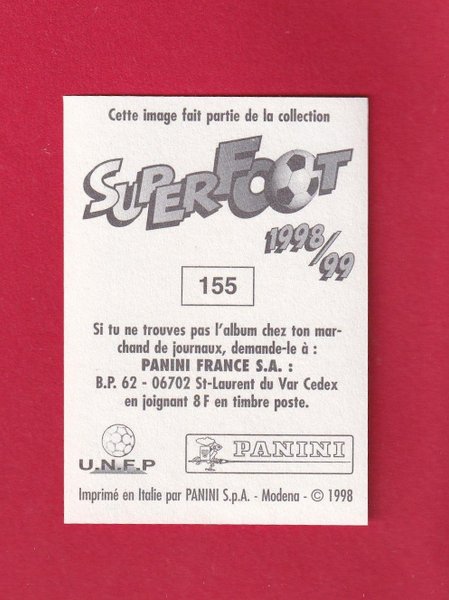 Cette image fait partie de la collection
SUPERFOOT
1998/99
155
Si tu ne trouves pas l'album chez ton mar-
chand de journaux, demande-le à :
PANINI FRANCE S.A. :
B.P. 62 - 06702 St-Laurent du Var Cedex
en joignant 8 F en timbre poste.
U.N.F.P
PANINI
Imprimé en Italie par PANINI S.p.A. - Modena - © 1998